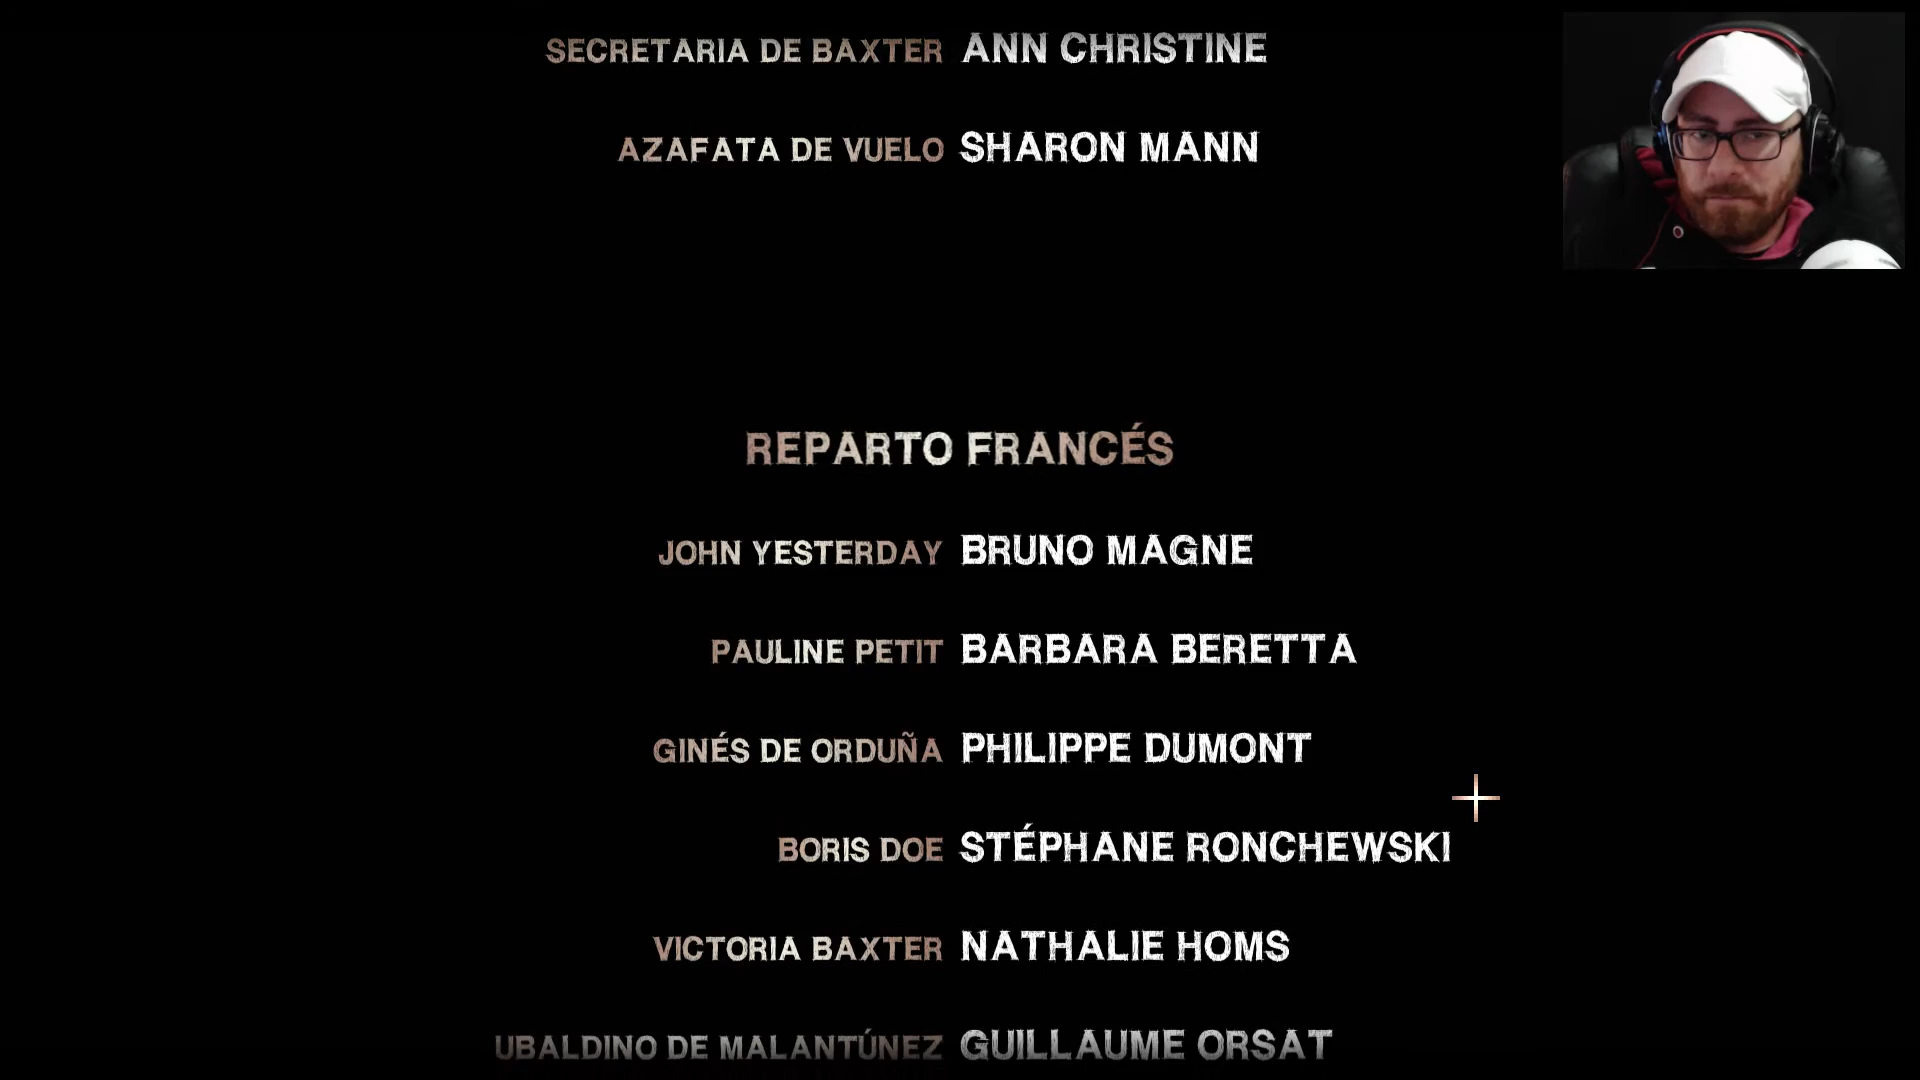 SECRETARIA DE BAXTER ANN CHRISTINE
AZAFATA DE VUELO SHARON MANN
REPARTO FRANCÉS
JOHN YESTERDAY BRUNO MAGNE
PAULINE PETIT BARBARA BERETTA
GINÉS DE ORDUÑA PHILIPPE DUMONT
BORIS DOE STÉPHANE RONCHEWSKI
VICTORIA BAXTER NATHALIE HOMS
UBALDINO DE MALANTÚNEZ GUILLAUME ORSAT